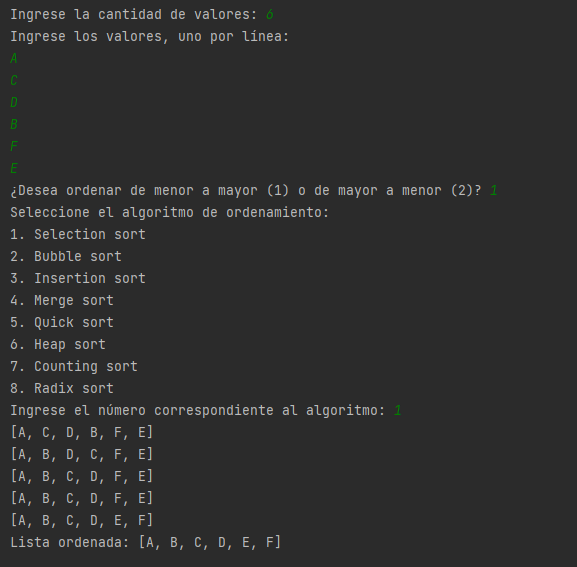 Ingrese la cantidad de valores: 6
Ingrese los valores, uno por línea:
A
C
D
B
F
E
¿Desea ordenar de menor a mayor (1) o de mayor a menor (2)? 1
Seleccione el algoritmo de ordenamiento:
1. Selection sort
2. Bubble sort
3. Insertion sort
4. Merge sort
5. Quick sort
6. Heap sort
7. Counting sort
8. Radix sort
Ingrese el número correspondiente al algoritmo: 1
[A, C, D, B, F, E]
[A, B, D, C, F, E]
[A, B, C, D, F, E]
[A, B, C, D, F, E]
[A, B, C, D, E, F]
Lista ordenada: [A, B, C, D, E, F]